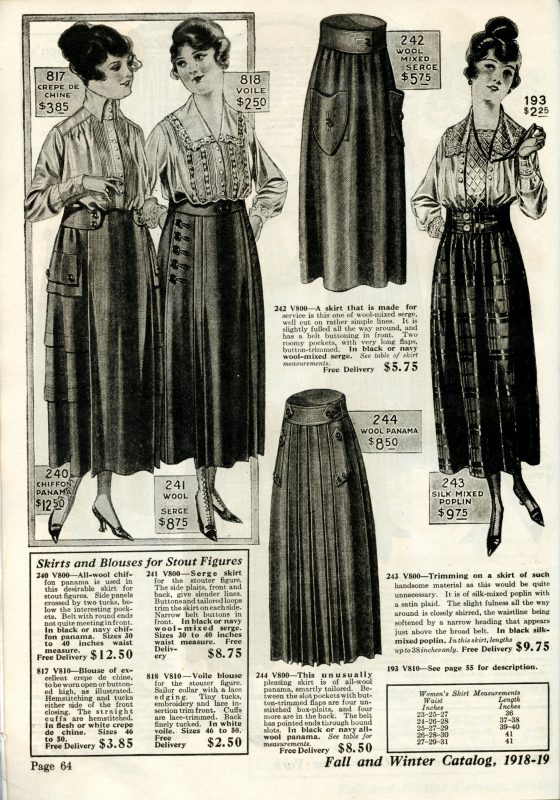 817
CREPE DE
CHINE
$3.85
818
VOILE
$2.50
242
WOOL
MIXED
SERGE
$5.75
193
$2.25
242 V800—A skirt that is made for
service is this one of wool-mixed serge,
well cut on rather simple lines. It is
slightly fulled all the way around, and
has a belt buttoning in front. Two
roomy pockets, with very long flaps,
button-trimmed. In black or navy
wool-mixed serge. See table of skirt
measurements.
Free Delivery $5.75
244
WOOL PANAMA
$8.50
240
CHIFFON
PANAMA
$12.50
241
WOOL
SERGE
$8.75
243
SILK MIXED
POPLIN
$9.75
Skirts and Blouses for Stout Figures
240 V800—All-wool chif-
fon panama is used in
this desirable skirt for
stout figures. Side panels
crossed by two tucks, be-
low the interesting pock-
ets. Belt with round ends
not quite meeting in front.
In black or navy chif-
fon panama. Sizes 30
to 40 inches waist
measure.
Free Delivery $12.50
241 V800—Serge skirt
for the stouter figure.
The side plaits, front and
back, give slender lines.
Buttons and tailored loops
trim the skirt on each side.
Narrow belt buttons in
front. In black or navy
wool-mixed serge.
Sizes 30 to 40 inches
waist measure. Free
Deliv-
ery $8.75
817 V810—Blouse of ex-
cellent crepe de chine,
to be worn open or button-
ed high, as illustrated.
Hemstitching and tucks
either side of the front
closing. The straight
cuffs are hemstitched.
In flesh or white crepe
de chine. Sizes 46
to 50.
Free Delivery $3.85
818 V810—Voile blouse
for the stouter figure.
Sailor collar with a lace
edging. Tiny tucks,
embroidery and lace in-
sertion trim front. Cuffs
are lace-trimmed. Back
finely tucked. In white
voile. Sizes 46 to 50.
Free
Delivery $2.50
244 V800—This unusually
pleasing skirt is of all-wool
panama, smartly tailored. Be-
tween the slot pockets with but-
ton-trimmed flaps are four un-
stitched box-plaits, and four
more are in the back. The belt
has pointed ends through bound
slots. In black or navy all-
wool panama. See table for
measurements.
Free Delivery $8.50
243 V800—Trimming on a skirt of such
handsome material as this would be quite
unnecessary. It is of silk-mixed poplin with
a satin plaid. The slight fulness all the way
around is closely shirred, the waistline being
softened by a narrow heading that appears
just above the broad belt. In black silk-
mixed poplin. In this skirt, lengths
up to 38 inches only. Free Delivery $9.75
193 V810—See page 55 for description.
Women's Skirt Measurements
Waist Length
Inches Inches
23-25-27 36
24-26-28 37-38
25-27-29 39-40
26-28-30 41
27-29-31 41
Page 64
Fall and Winter Catalog, 1918-19